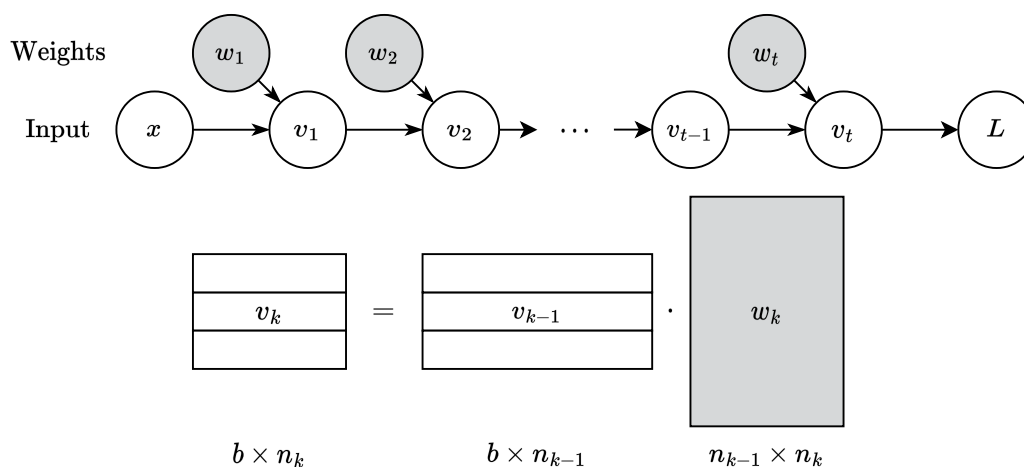 Weights w₁ w₂ wₜ
Input x v₁ v₂ ⋯ vₜ₋₁ vₜ L
vₖ = vₖ₋₁ · wₖ
b × nₖ b × nₖ₋₁ nₖ₋₁ × nₖ